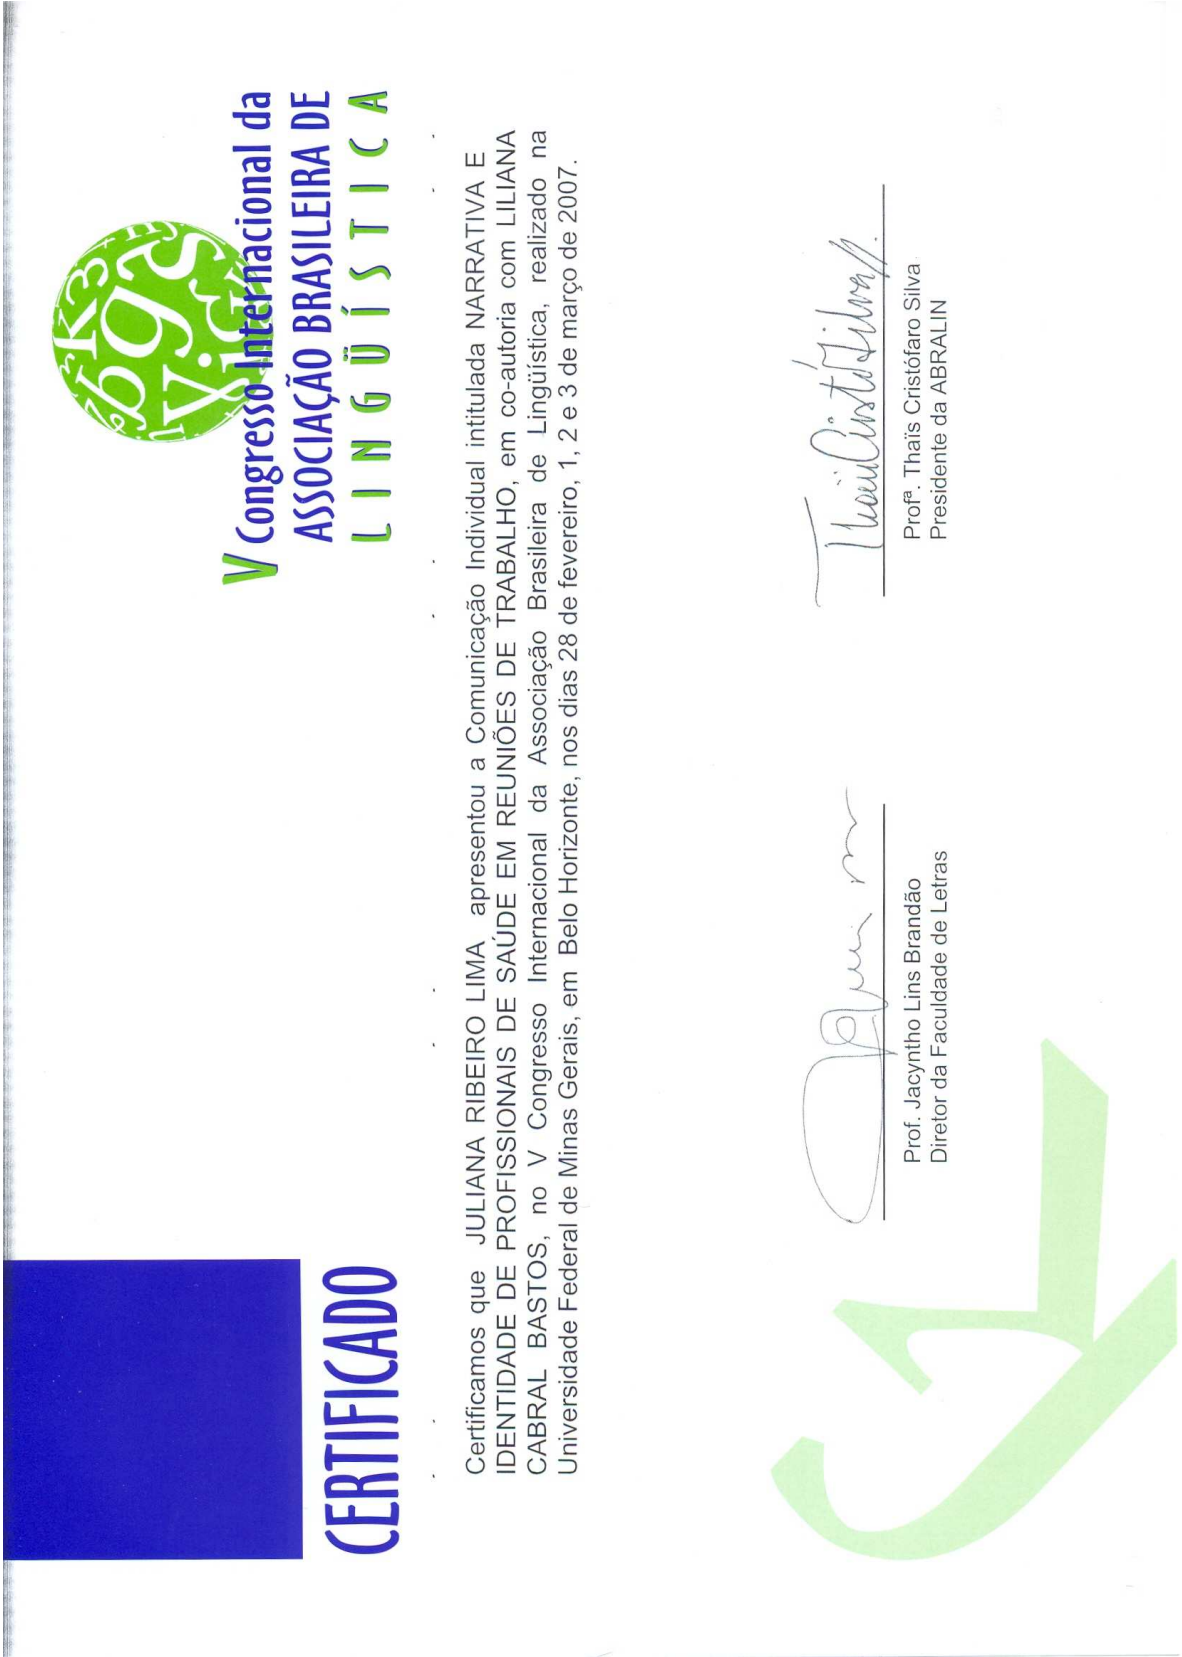 V Congresso Internacional da
ASSOCIAÇÃO BRASILEIRA DE
LINGÜÍSTICA
CERTIFICADO
Certificamos que JULIANA RIBEIRO LIMA apresentou a Comunicação Individual intitulada NARRATIVA E
IDENTIDADE DE PROFISSIONAIS DE SAÚDE EM REUNIÕES DE TRABALHO, em co-autoria com LILIANA
CABRAL BASTOS, no V Congresso Internacional da Associação Brasileira de Lingüística, realizado na
Universidade Federal de Minas Gerais, em Belo Horizonte, nos dias 28 de fevereiro, 1, 2 e 3 de março de 2007.
Prof. Jacyntho Lins Brandão
Diretor da Faculdade de Letras
Profª. Thaïs Cristófaro Silva
Presidente da ABRALIN